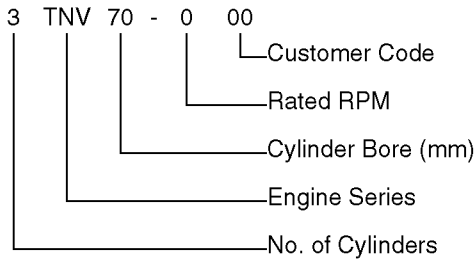 3 TNV 70 - 0 00
Customer Code
Rated RPM
Cylinder Bore (mm)
Engine Series
No. of Cylinders